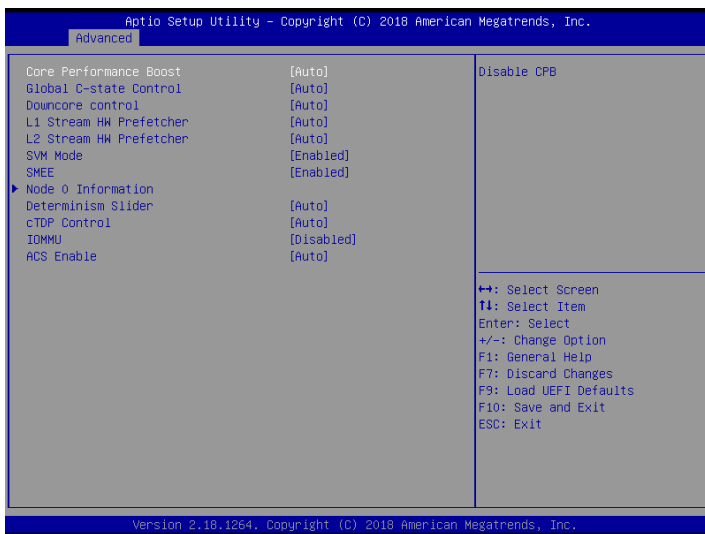 Aptio Setup Utility – Copyright (C) 2018 American Megatrends, Inc.
Advanced
Core Performance Boost [Auto]
Global C-state Control [Auto]
Downcore control [Auto]
L1 Stream HW Prefetcher [Auto]
L2 Stream HW Prefetcher [Auto]
SVM Mode [Enabled]
SMEE [Enabled]
Node 0 Information
Determinism Slider [Auto]
cTDP Control [Auto]
IOMMU [Disabled]
ACS Enable [Auto]
Disable CPB
↔: Select Screen
↑↓: Select Item
Enter: Select
+/-: Change Option
F1: General Help
F7: Discard Changes
F9: Load UEFI Defaults
F10: Save and Exit
ESC: Exit
Version 2.18.1264. Copyright (C) 2018 American Megatrends, Inc.